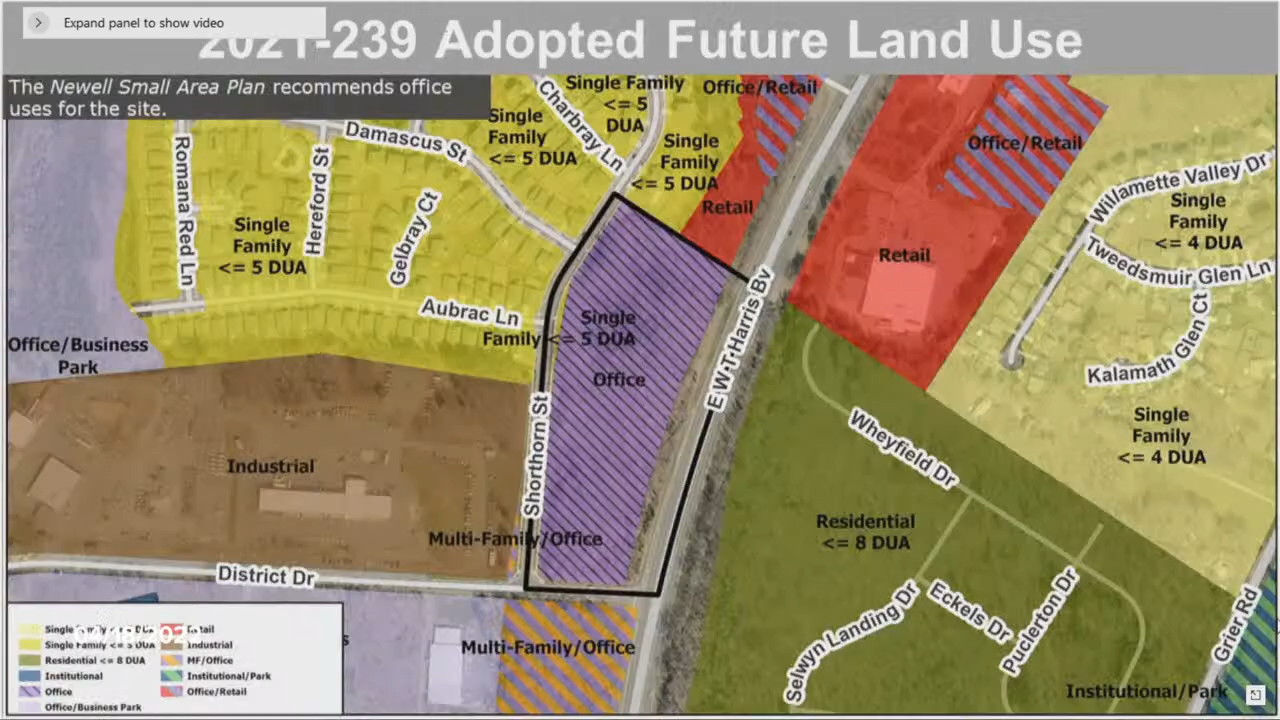 Expand panel to show video
2021-239 Adopted Future Land Use
The Newell Small Area Plan recommends office
uses for the site.
Single Family
<= 5
DUA
Office/Retail
Charbray Ln
Single
Family
<= 5 DUA
Damascus St
Single
Family
<= 5 DUA
Office/Retail
Romana Red Ln
Hereford St
Gelbray Ct
Willamette Valley Dr
Single
Family
<= 4 DUA
Retail
Single
Family
<= 5 DUA
Tweedsmuir Glen Ln
Retail
Aubrac Ln
Kalamath Glen Ct
Single
Family <= 5 DUA
Office/Business
Park
E W.T.Harris Bv
Office
Shorthorn St
Wheyfield Dr
Single
Family
<= 4 DUA
Industrial
Residential
<= 8 DUA
Multi-Family/Office
District Dr
Eckels Dr
Puclerton Dr
Selwyn Landing Dr
Grier Rd
Multi-Family/Office
Institutional/Park
Residential <= 8 DUA
Institutional
Office
Office/Business Park
Industrial
MF/Office
Institutional/Park
Office/Retail